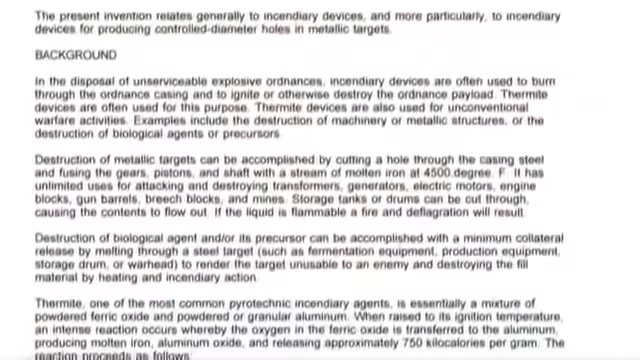 The present invention relates generally to incendiary devices, and more particularly, to incendiary
devices for producing controlled-diameter holes in metallic targets.
BACKGROUND
In the disposal of unserviceable explosive ordnances, incendiary devices are often used to burn
through the ordnance casing and to ignite or otherwise destroy the ordnance payload. Thermite
devices are often used for this purpose. Thermite devices are also used for unconventional
warfare activities. Examples include the destruction of machinery or metallic structures, or the
destruction of biological agents or precursors
Destruction of metallic targets can be accomplished by cutting a hole through the casing steel
and fusing the gears, pistons, and shaft with a stream of molten iron at 4500.degree. F. It has
unlimited uses for attacking and destroying transformers, generators, electric motors, engine
blocks, gun barrels, breech blocks, and mines. Storage tanks or drums can be cut through,
causing the contents to flow out. If the liquid is flammable a fire and deflagration will result.
Destruction of biological agent and/or its precursor can be accomplished with a minimum collateral
release by melting through a steel target (such as fermentation equipment, production equipment,
storage drum, or warhead) to render the target unusable to an enemy and destroying the fill
material by heating and incendiary action.
Thermite, one of the most common pyrotechnic incendiary agents, is essentially a mixture of
powdered ferric oxide and powdered or granular aluminum. When raised to its ignition temperature,
an intense reaction occurs whereby the oxygen in the ferric oxide is transferred to the aluminum,
producing molten iron, aluminum oxide, and releasing approximately 750 kilocalories per gram. The
reaction proceeds as follows: